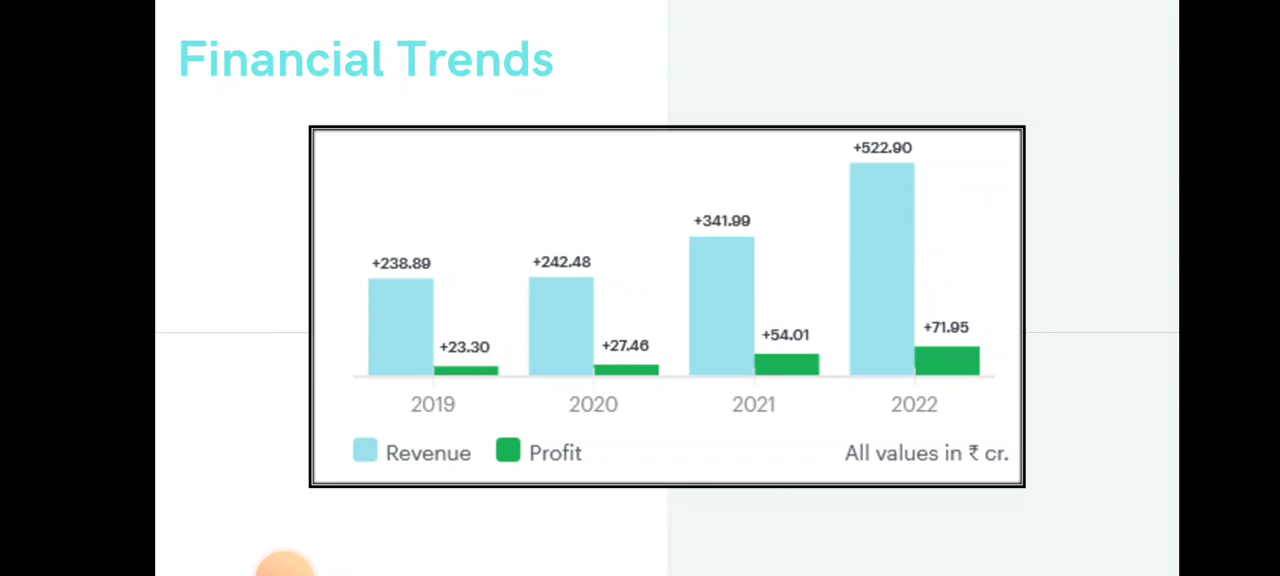 Financial Trends
+522.90
+341.99
+238.89
+242.48
+71.95
+54.01
+23.30
+27.46
2019 2020 2021 2022
Revenue Profit All values in ₹ cr.